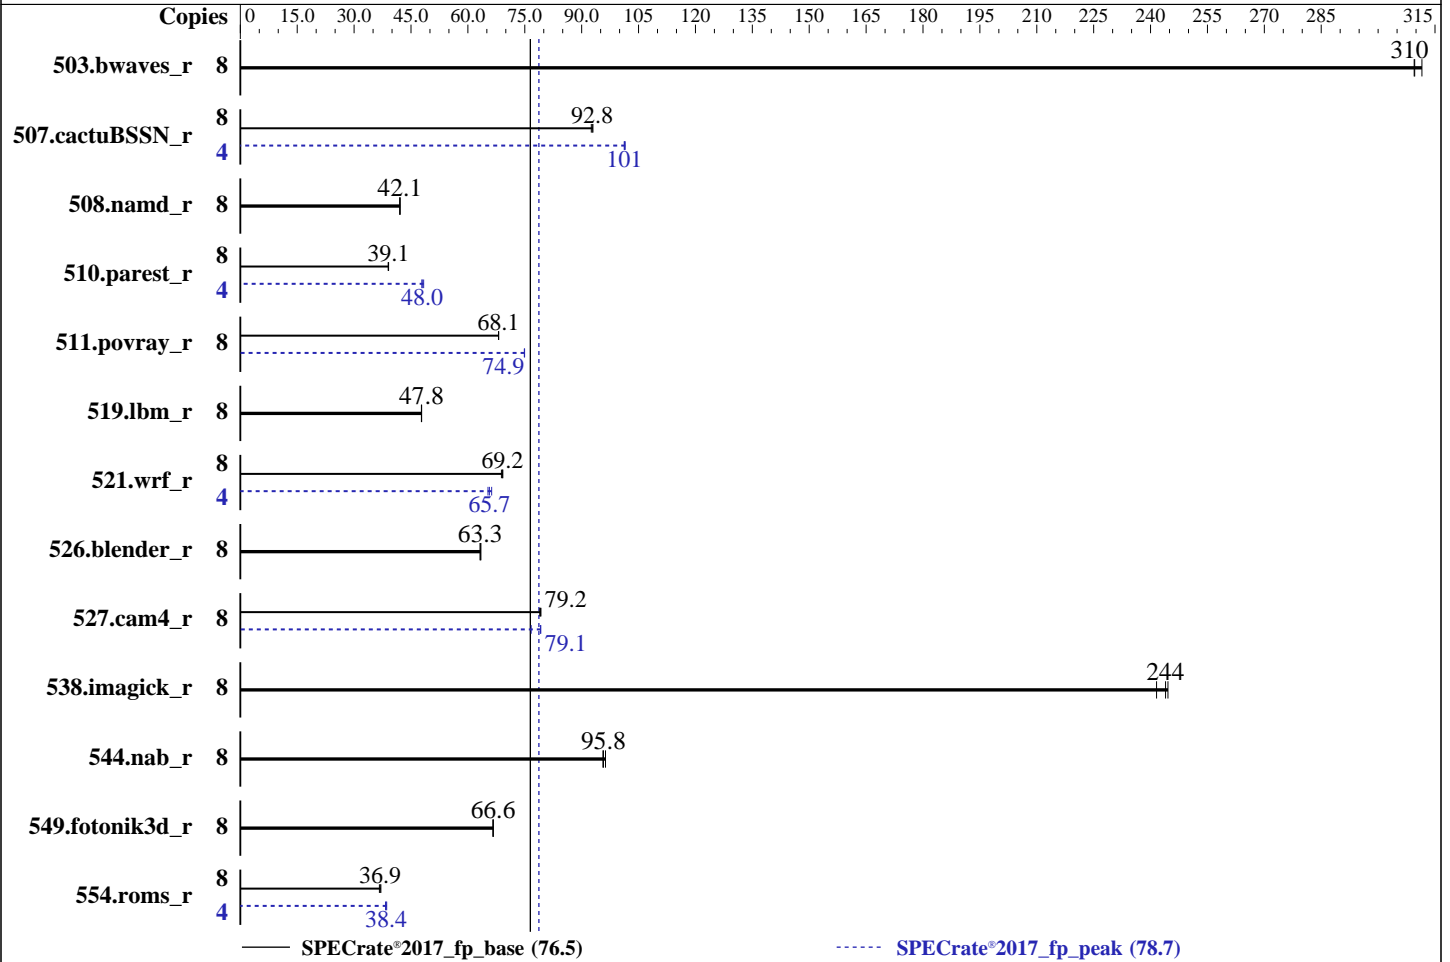 Copies 0 15.0 30.0 45.0 60.0 75.0 90.0 105 120 135 150 165 180 195 210 225 240 255 270 285 315
503.bwaves_r 8 310
507.cactuBSSN_r 8 92.8
4 101
508.namd_r 8 42.1
510.parest_r 8 39.1
4 48.0
511.povray_r 8 68.1
74.9
519.lbm_r 8 47.8
521.wrf_r 8 69.2
4 65.7
526.blender_r 8 63.3
527.cam4_r 8 79.2
79.1
538.imagick_r 8 244
544.nab_r 8 95.8
549.fotonik3d_r 8 66.6
554.roms_r 8 36.9
4 38.4
SPECrate®2017_fp_base (76.5) SPECrate®2017_fp_peak (78.7)